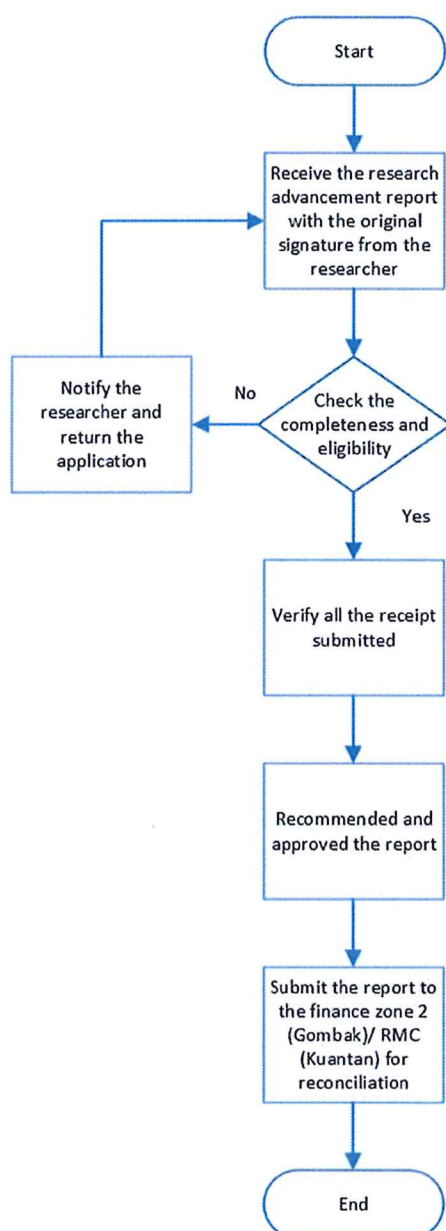 Start
Receive the research
advancement report
with the original
signature from the
researcher
Notify the
researcher and
return the
application
No
Check the
completeness and
eligibility
Yes
Verify all the receipt
submitted
Recommended and
approved the report
Submit the report to
the finance zone 2
(Gombak)/ RMC
(Kuantan) for
reconciliation
End